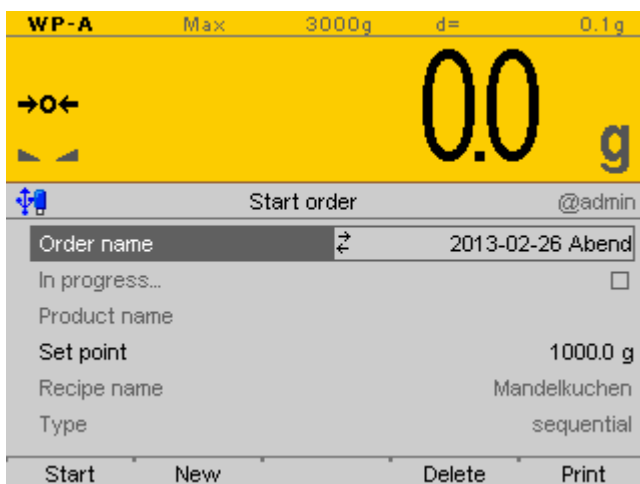 WP-A Max 3000g d= 0.1g
→0←
0.0 g
Start order @admin
Order name 2013-02-26 Abend
In progress...
Product name
Set point 1000.0 g
Recipe name Mandelkuchen
Type sequential
Start New Delete Print